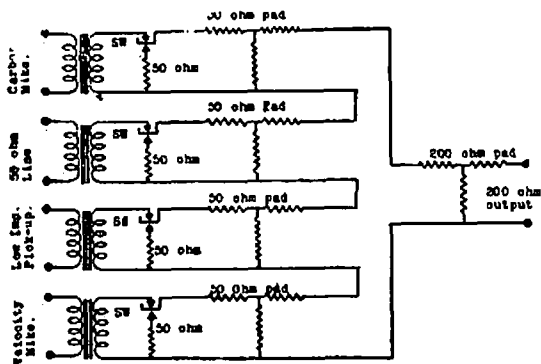 50 ohm pad
SW
50 ohm
Carbon
Mike.
50 ohm Pad
SW
50 ohm
50 ohm
Line
200 ohm pad
200 ohm
output
50 ohm pad
SW
50 ohm
Low Imp.
Pick-up.
50 Ohm pad
SW
50 ohm
Velocity
Mike.